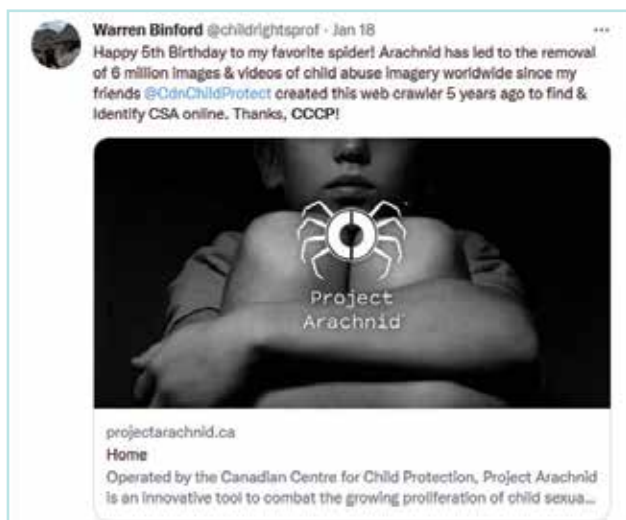 Warren Binford @childrightsprof · Jan 18
Happy 5th Birthday to my favorite spider! Arachnid has led to the removal
of 6 million images & videos of child abuse imagery worldwide since my
friends @CdnChildProtect created this web crawler 5 years ago to find &
identify CSA online. Thanks, CCCP!
Project
Arachnid
projectarachnid.ca
Home
Operated by the Canadian Centre for Child Protection, Project Arachnid
is an innovative tool to combat the growing proliferation of child sexua...